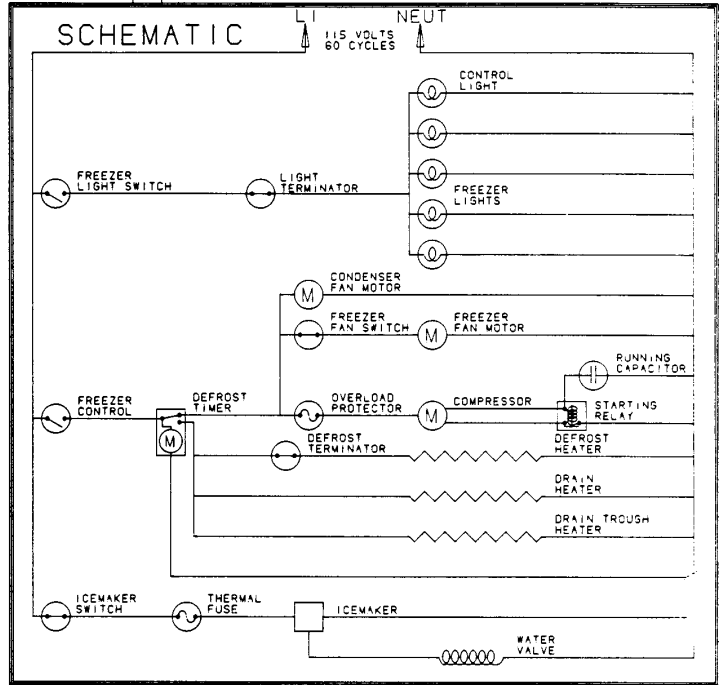 L1
NEUT
SCHEMATIC
115 VOLTS
60 CYCLES
CONTROL
LIGHT
FREEZER
LIGHT SWITCH
LIGHT
TERMINATOR
FREEZER
LIGHTS
CONDENSER
FAN MOTOR
M
FREEZER
FAN SWITCH
M
FREEZER
FAN MOTOR
RUNNING
CAPACITOR
FREEZER
CONTROL
DEFROST
TIMER
M
OVERLOAD
PROTECTOR
M
COMPRESSOR
STARTING
RELAY
DEFROST
TERMINATOR
DEFROST
HEATER
DRAIN
HEATER
DRAIN TROUGH
HEATER
ICEMAKER
SWITCH
THERMAL
FUSE
ICEMAKER
WATER
VALVE